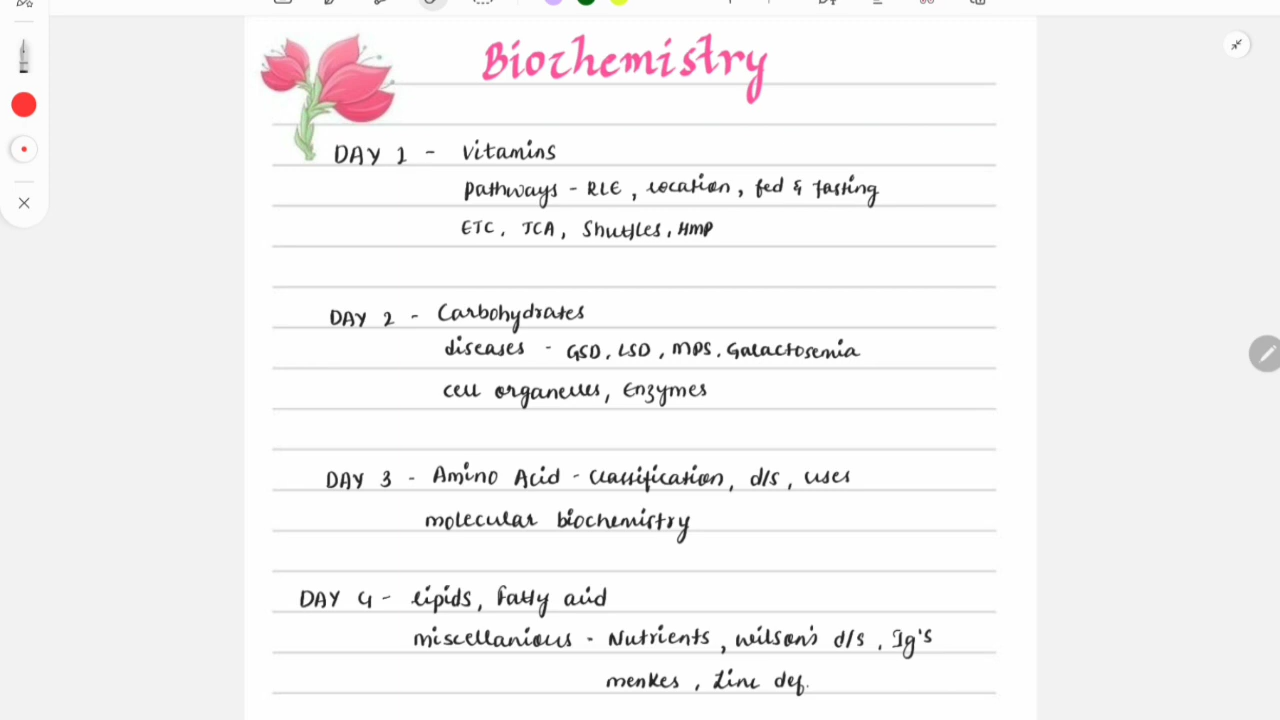 Biochemistry
DAY 1 - Vitamins
Pathways - RLE, location, fed & fasting
ETC, TCA, Shuttles, HMP
DAY 2 - Carbohydrates
diseases - GSD, LSD, MPS, Galactosemia
cell organelles, Enzymes
DAY 3 - Amino Acid - Classification, d/s, uses
molecular biochemistry
DAY 4 - lipids, Fatty acid
miscellanious - Nutrients, wilson's d/s, Ig's
menkes, Zinc def.